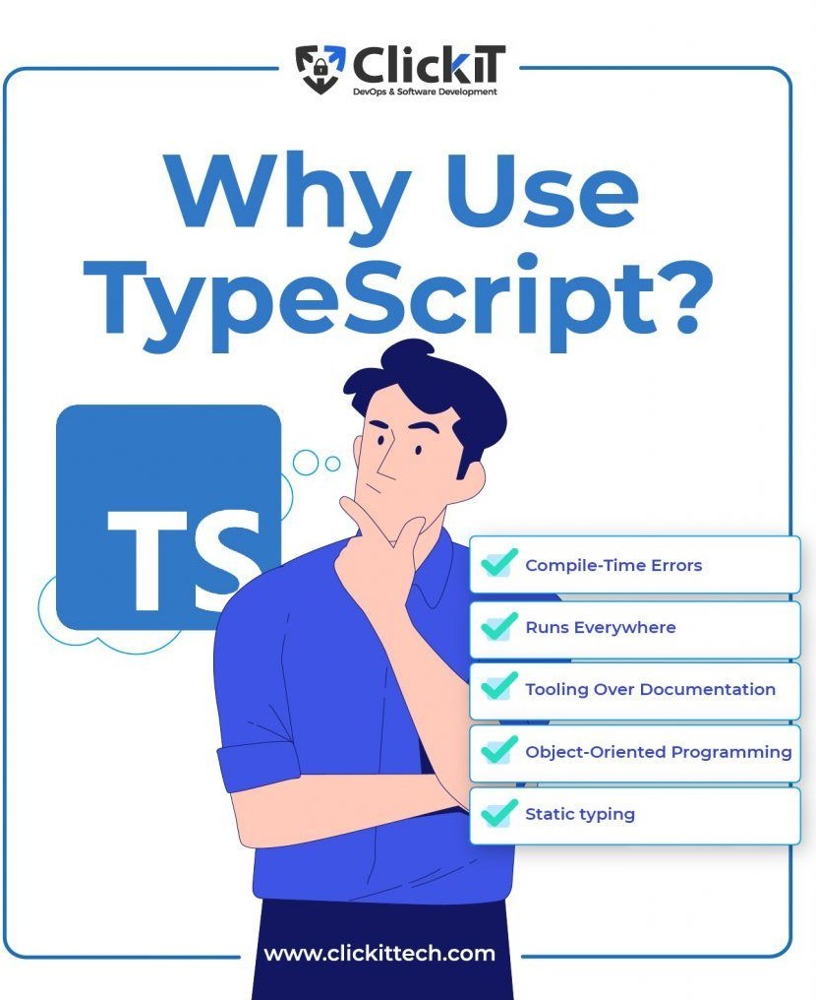 ClickIT
DevOps & Software Development
Why Use
TypeScript?
TS
Compile-Time Errors
Runs Everywhere
Tooling Over Documentation
Object-Oriented Programming
Static typing
www.clickittech.com